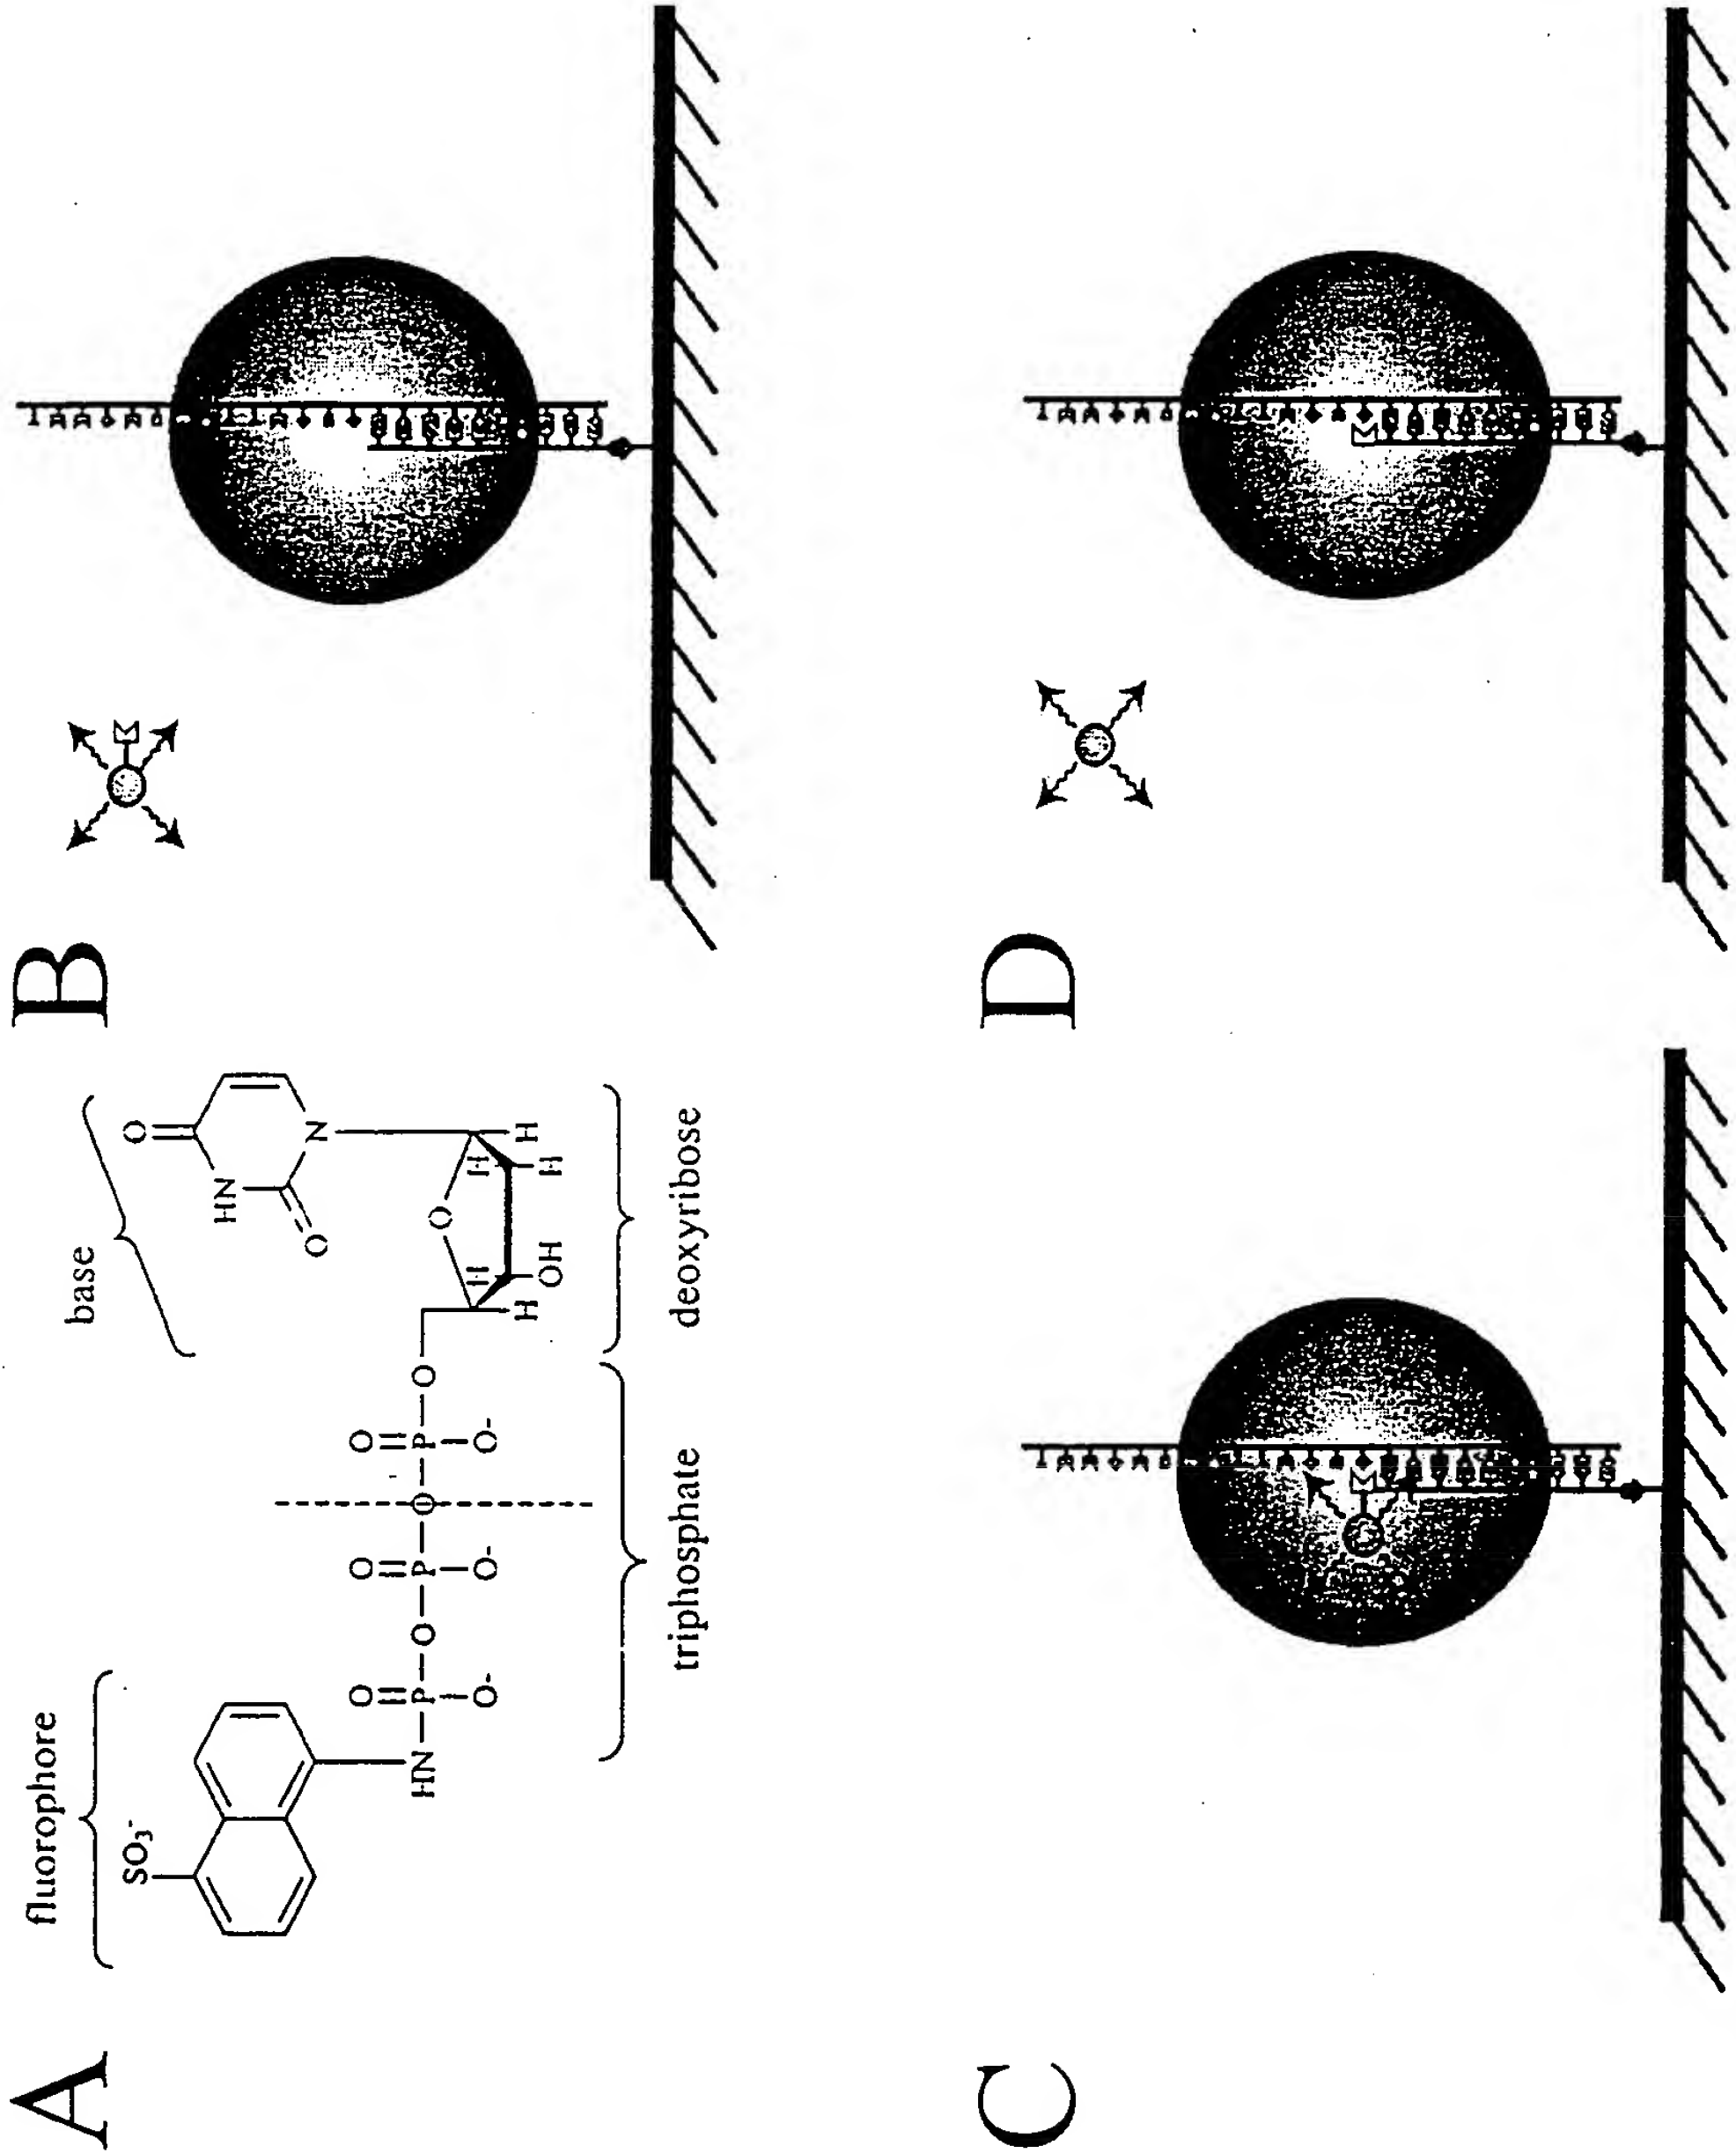 A
fluorophore
base
SO₃⁻
HN
O
O
P
O⁻
O
O
P
O⁻
O
O
P
O⁻
O
O
HN
N
O
O
H
H
H
H
H
OH
triphosphate
deoxyribose
B
C
D